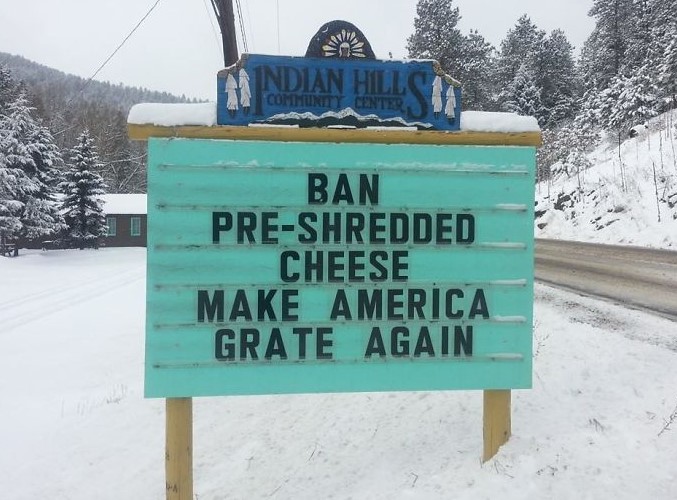 INDIAN HILLS
COMMUNITY CENTER
BAN
PRE-SHREDDED
CHEESE
MAKE AMERICA
GRATE AGAIN